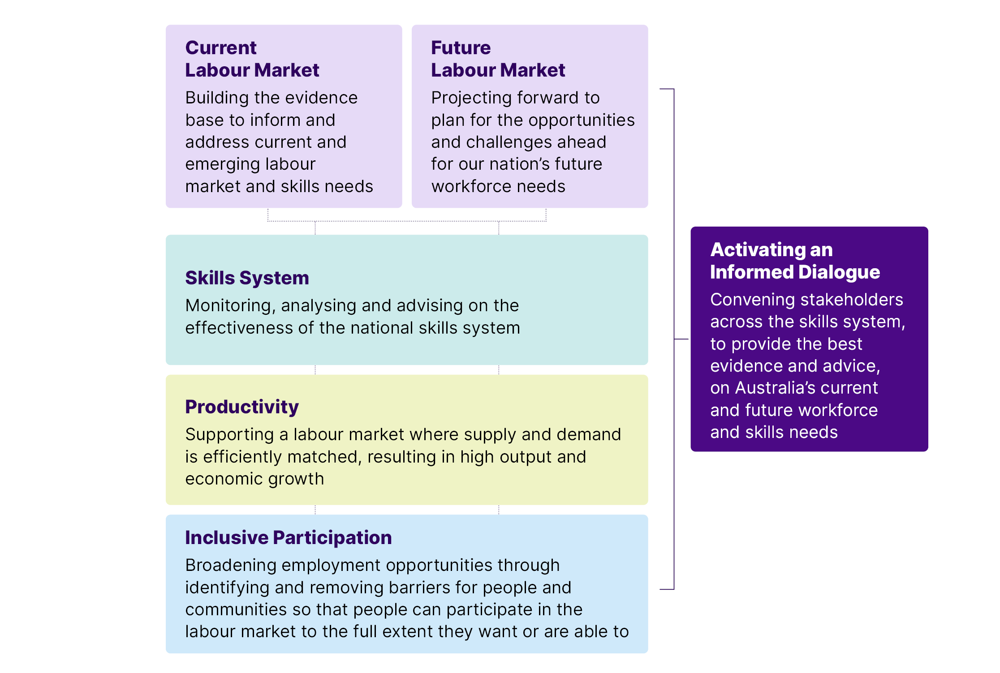 Current
Labour Market
Building the evidence
base to inform and
address current and
emerging labour
market and skills needs
Future
Labour Market
Projecting forward to
plan for the opportunities
and challenges ahead
for our nation’s future
workforce needs
Skills System
Monitoring, analysing and advising on the
effectiveness of the national skills system
Productivity
Supporting a labour market where supply and demand
is efficiently matched, resulting in high output and
economic growth
Inclusive Participation
Broadening employment opportunities through
identifying and removing barriers for people and
communities so that people can participate in the
labour market to the full extent they want or are able to
Activating an
Informed Dialogue
Convening stakeholders
across the skills system,
to provide the best
evidence and advice,
on Australia’s current
and future workforce
and skills needs